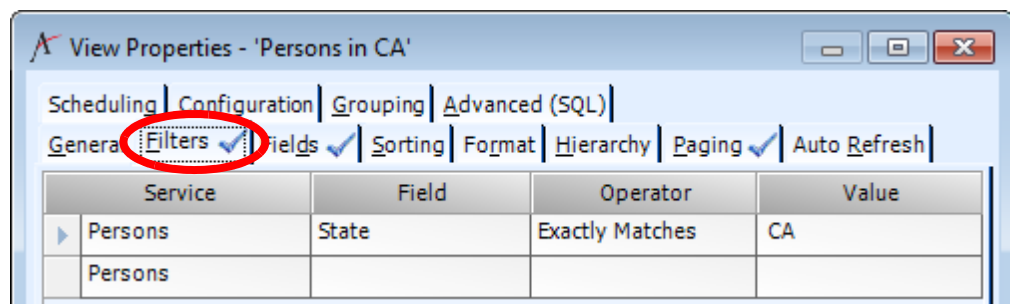 View Properties - 'Persons in CA'
Scheduling Configuration Grouping Advanced (SQL)
Genera Filters Fields Sorting Format Hierarchy Paging Auto Refresh
Service Field Operator Value
Persons State Exactly Matches CA
Persons